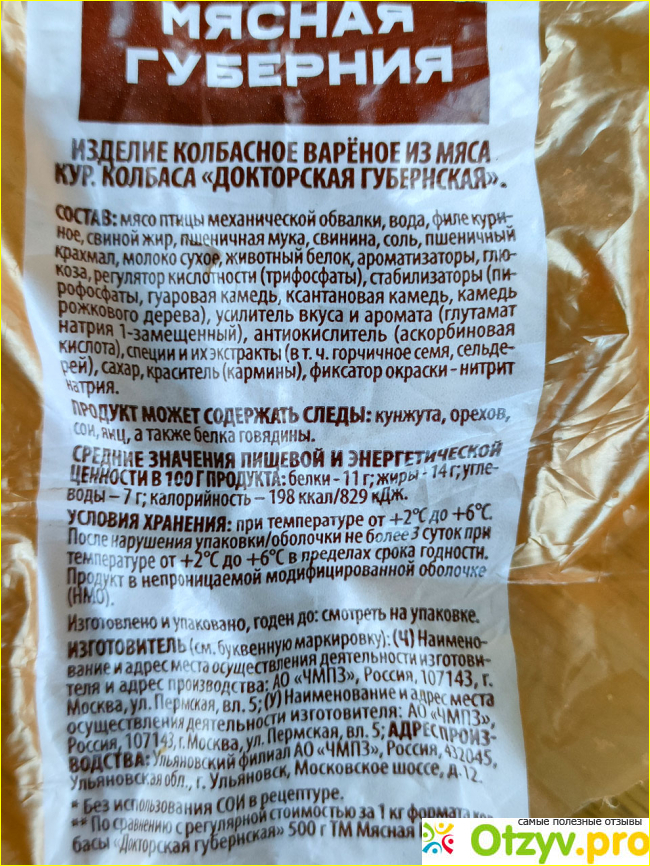 МЯСНАЯ
ГУБЕРНИЯ
ИЗДЕЛИЕ КОЛБАСНОЕ ВАРЁНОЕ ИЗ МЯСА
КУР. КОЛБАСА «ДОКТОРСКАЯ ГУБЕРНСКАЯ».
СОСТАВ: мясо птицы механической обвалки, вода, филе кури-
ное, свиной жир, пшеничная мука, свинина, соль, пшеничный
крахмал, молоко сухое, животный белок, ароматизаторы, глю-
коза, регулятор кислотности (трифосфаты), стабилизаторы (пи-
рофосфаты, гуаровая камедь, ксантановая камедь, камедь
рожкового дерева), усилитель вкуса и аромата (глутамат
натрия 1-замещенный), антиокислитель (аскорбиновая
кислота), специи и их экстракты (в т. ч. горчичное семя, сельде-
рей), сахар, краситель (кармины), фиксатор окраски - нитрит
натрия.
ПРОДУКТ МОЖЕТ СОДЕРЖАТЬ СЛЕДЫ: кунжута, орехов,
сои, яиц, а также белка говядины.
СРЕДНИЕ ЗНАЧЕНИЯ ПИЩЕВОЙ И ЭНЕРГЕТИЧЕСКОЙ
ЦЕННОСТИ В 100 Г ПРОДУКТА: белки - 11 г; жиры - 14 г; угле-
воды – 7 г; калорийность – 198 ккал/829 кДж.
УСЛОВИЯ ХРАНЕНИЯ: при температуре от +2°С до +6°С.
После нарушения упаковки/оболочки не более 3 суток при
температуре от +2°С до +6°С в пределах срока годности.
Продукт в непроницаемой модифицированной оболочке
(НМО).
Изготовлено и упаковано, годен до: смотреть на упаковке.
ИЗГОТОВИТЕЛЬ (см. буквенную маркировку): (Ч) Наимено-
вание и адрес места осуществления деятельности изготови-
теля и адрес производства: АО «ЧМПЗ», Россия, 107143, г.
Москва, ул. Пермская, вл. 5; (У) Наименование и адрес места
осуществления деятельности изготовителя: АО «ЧМПЗ»,
Россия, 107143, г. Москва, ул. Пермская, вл. 5; АДРЕС ПРОИЗ-
ВОДСТВА: Ульяновский филиал АО «ЧМПЗ», Россия, 432045,
Ульяновская обл., г. Ульяновск, Московское шоссе, д. 12.
* Без использования СОИ в рецептуре.
** По сравнению с регулярной стоимостью за 1 кг формата кол-
басы «Докторская губернская» 500 г ТМ Мясная
самые полезные отзывы
Otzyv.pro